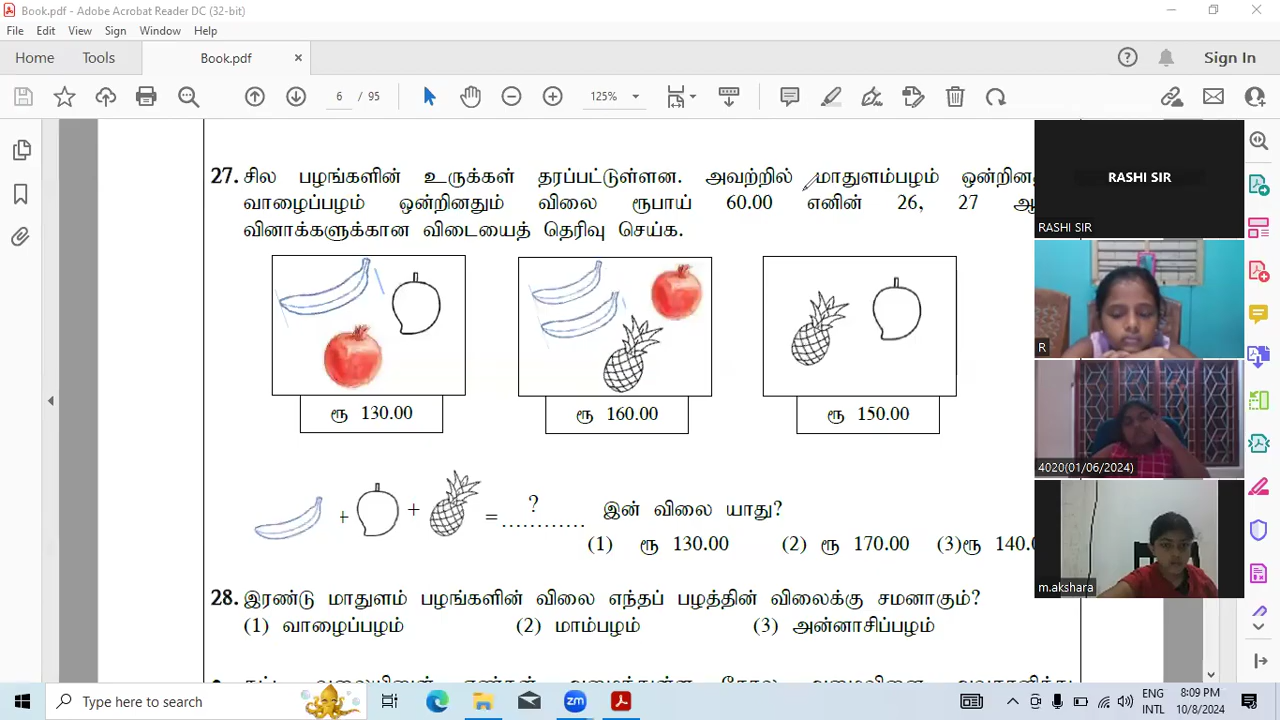 Book.pdf - Adobe Acrobat Reader DC (32-bit)
File Edit View Sign Window Help
Home Tools Book.pdf × Sign In
6 / 95 125%
27. சில பழங்களின் உருக்கள் தரப்பட்டுள்ளன. அவற்றில் மாதுளம்பழம்
வாழைப்பழம் ஒன்றினதும் விலை ரூபாய் 60.00 எனின் 26, 27
வினாக்களுக்கான விடையைத் தெரிவு செய்க.
ரூ 130.00 ரூ 160.00 ரூ 150.00
+ + = ? ............ இன் விலை யாது?
(1) ரூ 130.00 (2) ரூ 170.00 (3)ரூ
28. இரண்டு மாதுளம் பழங்களின் விலை எந்தப் பழத்தின் விலைக்கு சமனாகும்?
(1) வாழைப்பழம் (2) மாம்பழம் (3) அன்னாசிப்பழம்
RASHI SIR
RASHI SIR
R
4020(01/06/2024)
m.akshara
Type here to search
ENG 8:09 PM
INTL 10/8/2024